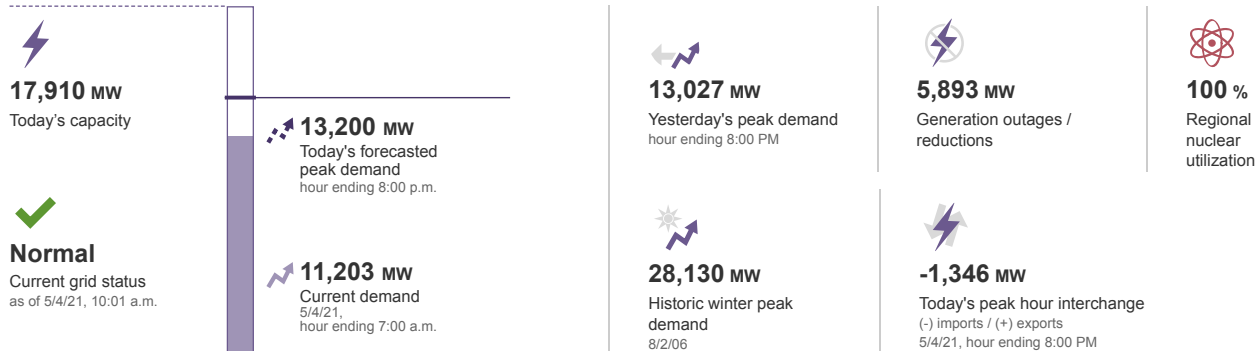 17,910 MW
Today's capacity
Normal
Current grid status
as of 5/4/21, 10:01 a.m.
13,200 MW
Today's forecasted
peak demand
hour ending 8:00 p.m.
11,203 MW
Current demand
5/4/21,
hour ending 7:00 a.m.
13,027 MW
Yesterday's peak demand
hour ending 8:00 PM
5,893 MW
Generation outages /
reductions
100 %
Regional
nuclear
utilization
28,130 MW
Historic winter peak
demand
8/2/06
-1,346 MW
Today's peak hour interchange
(-) imports / (+) exports
5/4/21, hour ending 8:00 PM